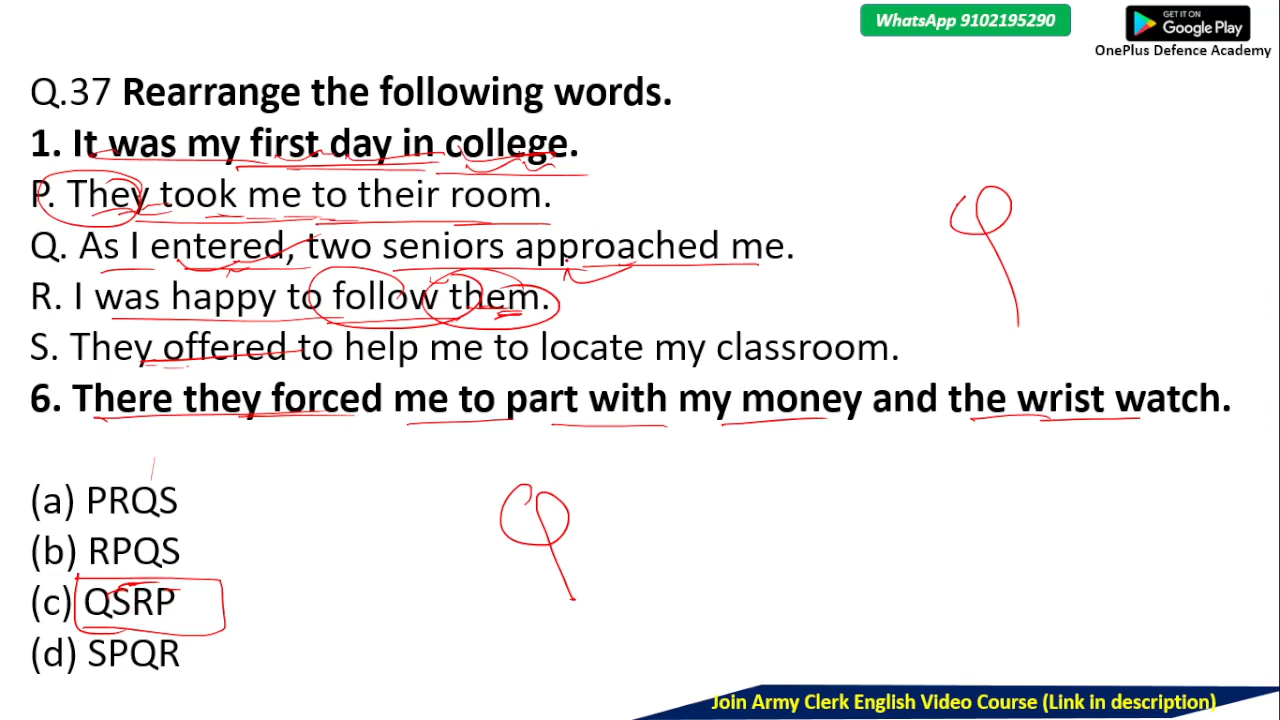 WhatsApp 9102195290
GET IT ON
Google Play
OnePlus Defence Academy
Q.37 Rearrange the following words.
1. It was my first day in college.
P. They took me to their room.
Q. As I entered, two seniors approached me.
R. I was happy to follow them.
S. They offered to help me to locate my classroom.
6. There they forced me to part with my money and the wrist watch.
(a) PRQS
(b) RPQS
(c) QSRP
(d) SPQR
Join Army Clerk English Video Course (Link in description)